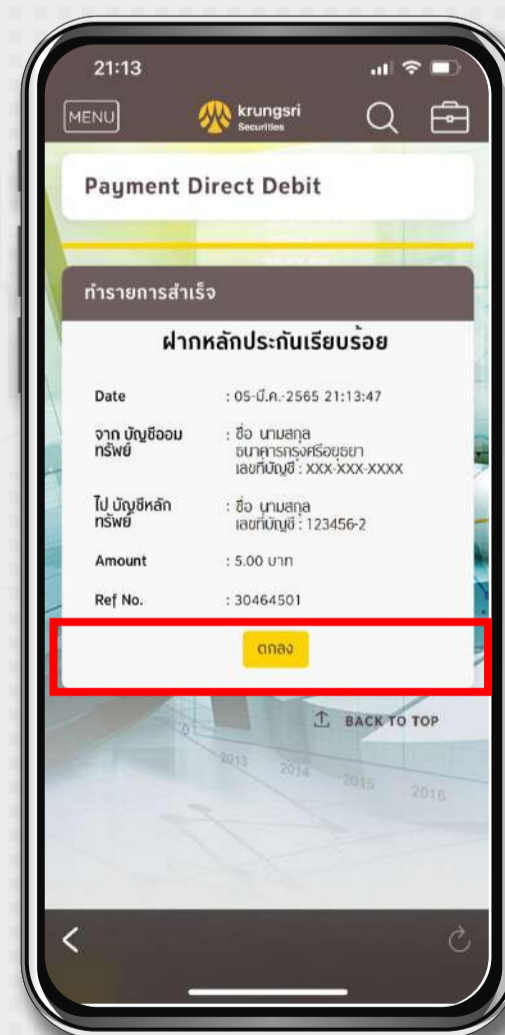 21:13
MENU
krungsri
Securities
Payment Direct Debit
ทำรายการสำเร็จ
ฝากหลักประกันเรียบร้อย
Date : 05-มี.ค.-2565 21:13:47
จาก บัญชีออม : ชื่อ นามสกุล
ทรัพย์ ธนาคารกรุงศรีอยุธยา
เลขที่บัญชี : XXX-XXX-XXXX
ไป บัญชีหลัก : ชื่อ นามสกุล
ทรัพย์ เลขที่บัญชี : 123456-2
Amount : 5.00 บาท
Ref No. : 30464501
ตกลง
BACK TO TOP
0 2013 2014 2015 2016